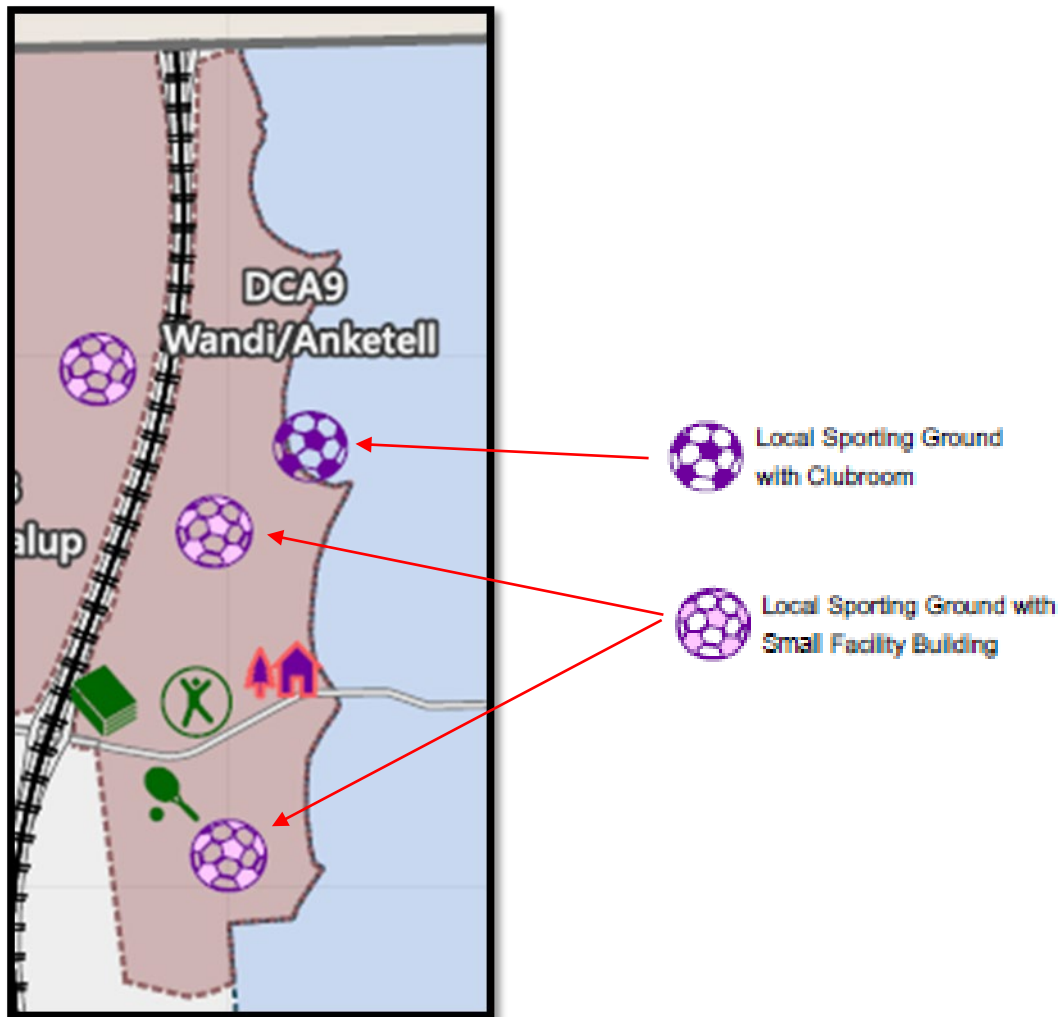 DCA9
Wandi/Anketell
alup
Local Sporting Ground
with Clubroom
Local Sporting Ground with
Small Facility Building